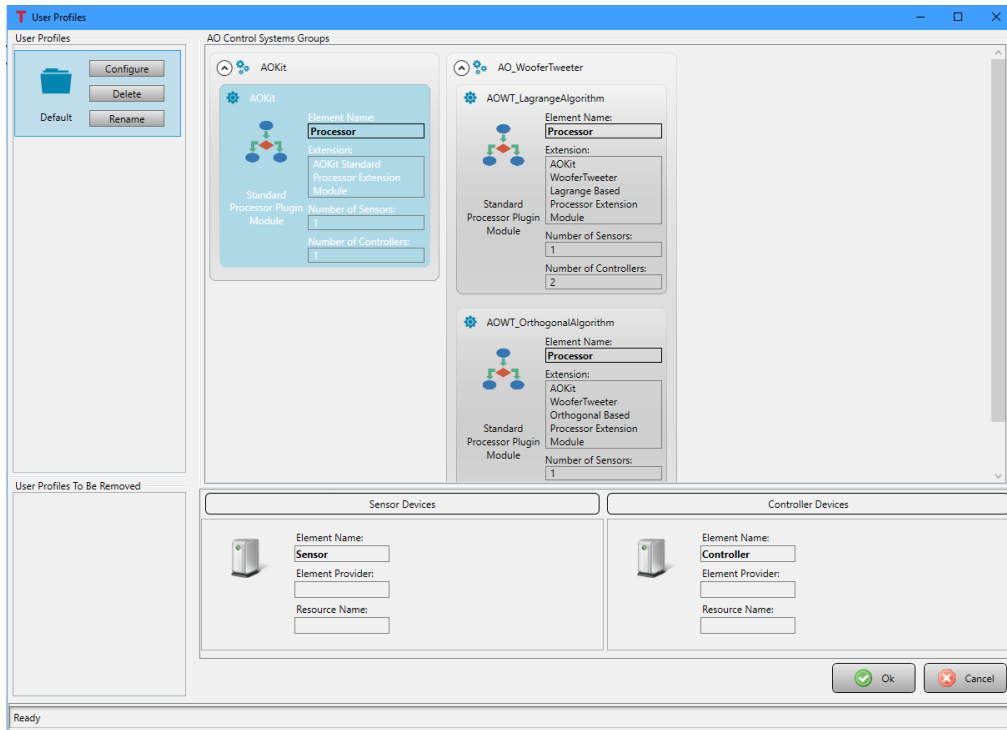 T User Profiles
User Profiles
Configure
Delete
Default
Rename
User Profiles To Be Removed
AO Control Systems Groups
AOKit
AOKit
Element Name:
Processor
Extension:
AOKit Standard
Processor Extension
Module
Standard
Processor Plugin
Module
Number of Sensors:
1
Number of Controllers:
1
AO_WooferTweeter
AOWT_LagrangeAlgorithm
Element Name:
Processor
Extension:
AOKit
WooferTweeter
Lagrange Based
Processor Extension
Module
Standard
Processor Plugin
Module
Number of Sensors:
1
Number of Controllers:
2
AOWT_OrthogonalAlgorithm
Element Name:
Processor
Extension:
AOKit
WooferTweeter
Orthogonal Based
Processor Extension
Module
Standard
Processor Plugin
Module
Number of Sensors:
1
Sensor Devices
Element Name:
Sensor
Element Provider:
Resource Name:
Controller Devices
Element Name:
Controller
Element Provider:
Resource Name:
Ok
Cancel
Ready